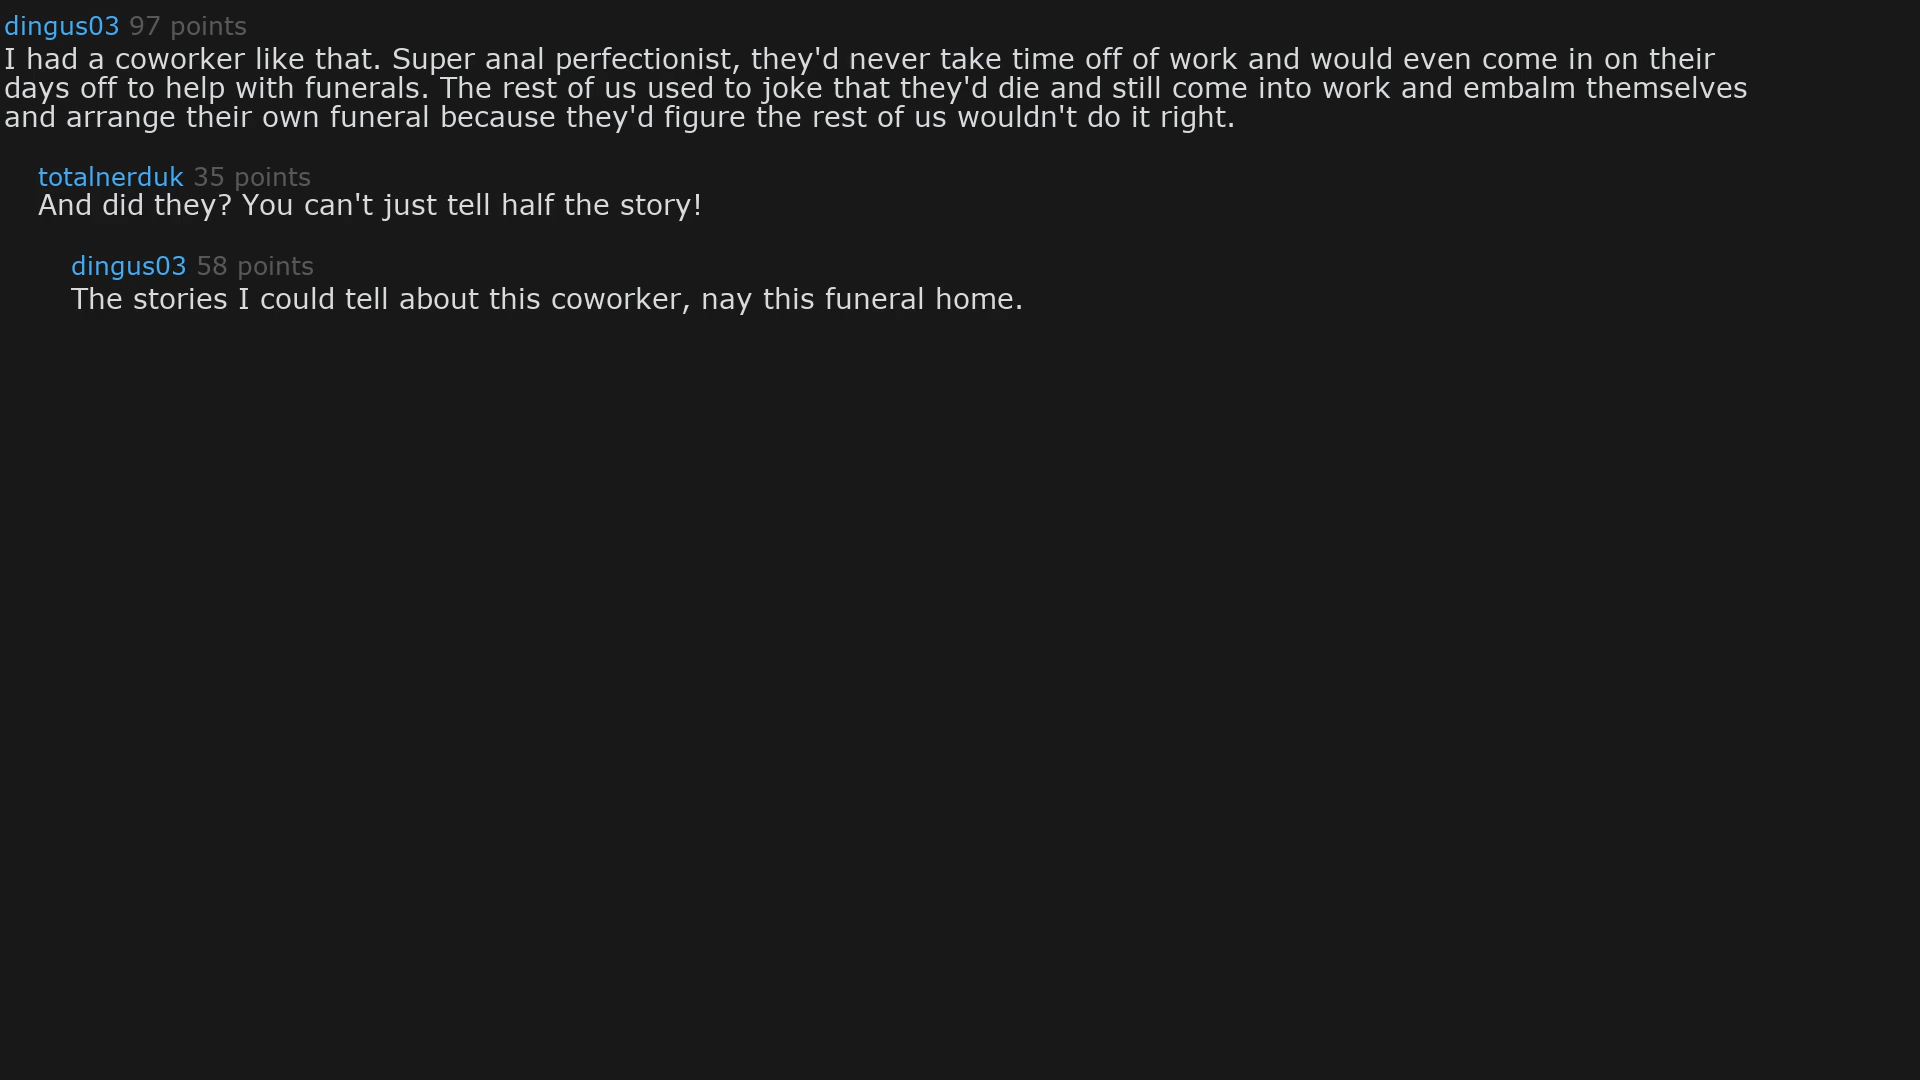 dingus03 97 points
I had a coworker like that. Super anal perfectionist, they'd never take time off of work and would even come in on their
days off to help with funerals. The rest of us used to joke that they'd die and still come into work and embalm themselves
and arrange their own funeral because they'd figure the rest of us wouldn't do it right.
totalnerduk 35 points
And did they? You can't just tell half the story!
dingus03 58 points
The stories I could tell about this coworker, nay this funeral home.